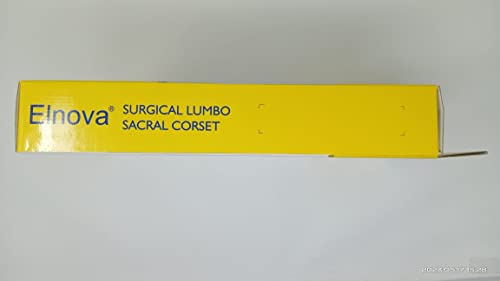 Elnova® SURGICAL LUMBO
SACRAL CORSET